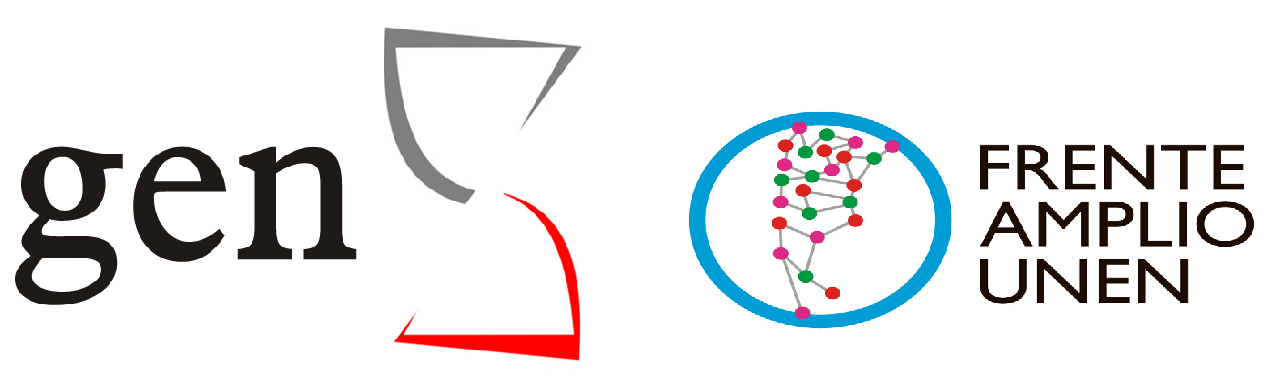 gen
FRENTE
AMPLIO
UNEN